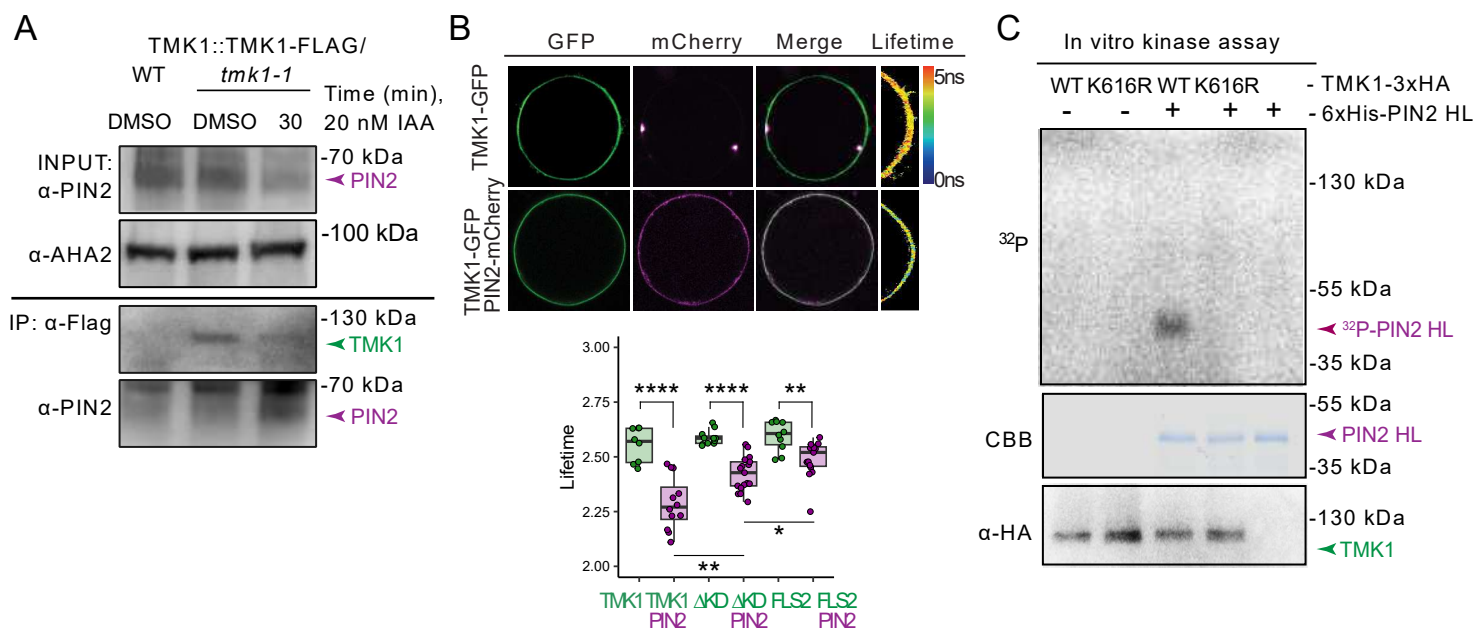 A
TMK1::TMK1-FLAG/
WT tmk1-1
Time (min),
20 nM IAA
DMSO DMSO 30
INPUT:
α-PIN2
-70 kDa
PIN2
α-AHA2
-100 kDa
IP: α-Flag
-130 kDa
TMK1
α-PIN2
-70 kDa
PIN2
B
GFP mCherry Merge Lifetime
TMK1-GFP
5ns
0ns
TMK1-GFP
PIN2-mCherry
Lifetime
3.00
2.75
2.50
2.25
2.00
**** **** **
*
**
TMK1 TMK1 ΔKD ΔKD FLS2 FLS2
PIN2 PIN2 PIN2
C
In vitro kinase assay
WT K616R WT K616R - TMK1-3xHA
- - + + + - 6xHis-PIN2 HL
32P
-130 kDa
-55 kDa
32P-PIN2 HL
-35 kDa
CBB
-55 kDa
PIN2 HL
-35 kDa
α-HA
-130 kDa
TMK1